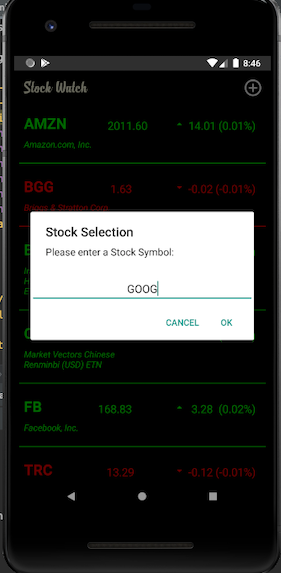 8:46
Stock Watch
AMZN 2011.60 14.01 (0.01%)
Amazon.com, Inc.
BGG 1.63 -0.02 (-0.01%)
Briggs & Stratton Corp.
Stock Selection
Please enter a Stock Symbol:
GOOG
CANCEL OK
Market Vectors Chinese
Renminbi (USD) ETN
FB 168.83 3.28 (0.02%)
Facebook, Inc.
TRC 13.29 -0.12 (-0.01%)